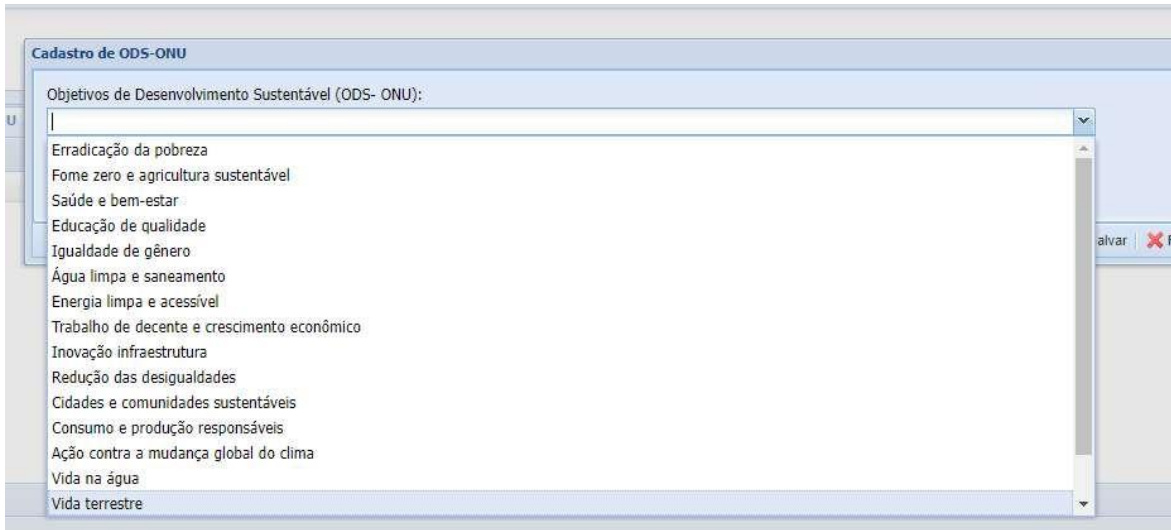 Cadastro de ODS-ONU
Objetivos de Desenvolvimento Sustentável (ODS- ONU):
U
Erradicação da pobreza
Fome zero e agricultura sustentável
Saúde e bem-estar
Educação de qualidade
Igualdade de gênero
alvar
Água limpa e saneamento
Energia limpa e acessível
Trabalho de decente e crescimento econômico
Inovação infraestrutura
Redução das desigualdades
Cidades e comunidades sustentáveis
Consumo e produção responsáveis
Ação contra a mudança global do clima
Vida na água
Vida terrestre